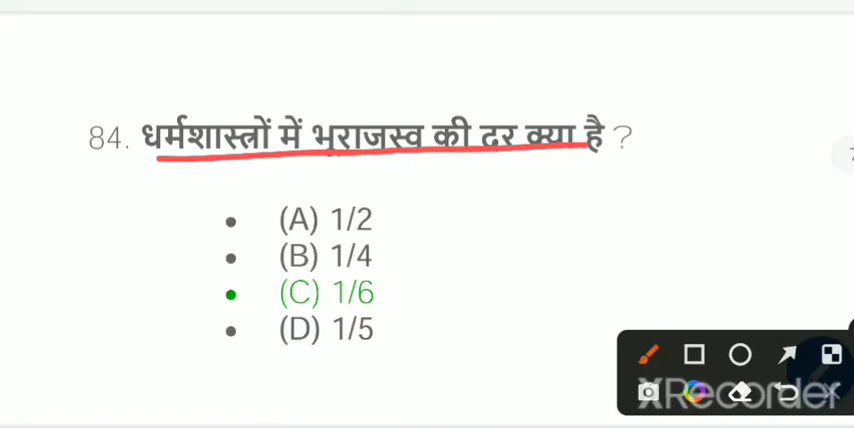 84. धर्मशास्त्रों में भूराजस्व की दर क्या है ?
(A) 1/2
(B) 1/4
(C) 1/6
(D) 1/5
XRecorder